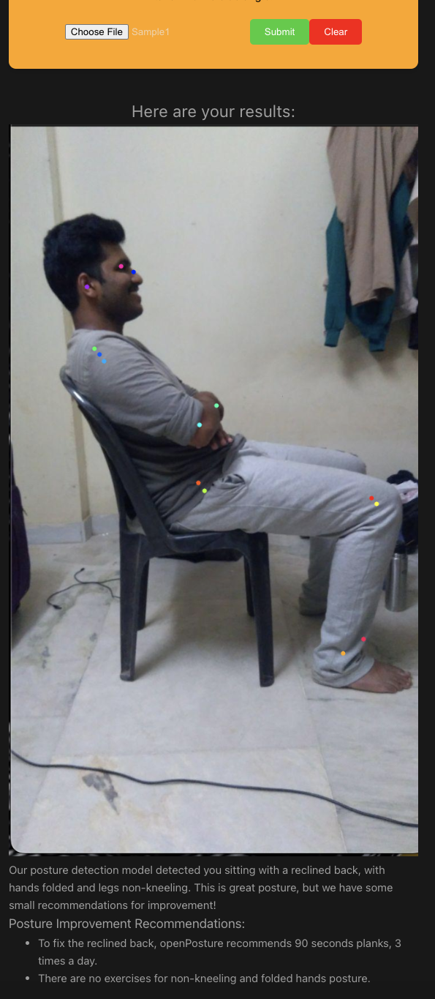 Choose File Sample1 Submit Clear
Here are your results:
Our posture detection model detected you sitting with a reclined back, with
hands folded and legs non-kneeling. This is great posture, but we have some
small recommendations for improvement!
Posture Improvement Recommendations:
To fix the reclined back, openPosture recommends 90 seconds planks, 3
times a day.
There are no exercises for non-kneeling and folded hands posture.